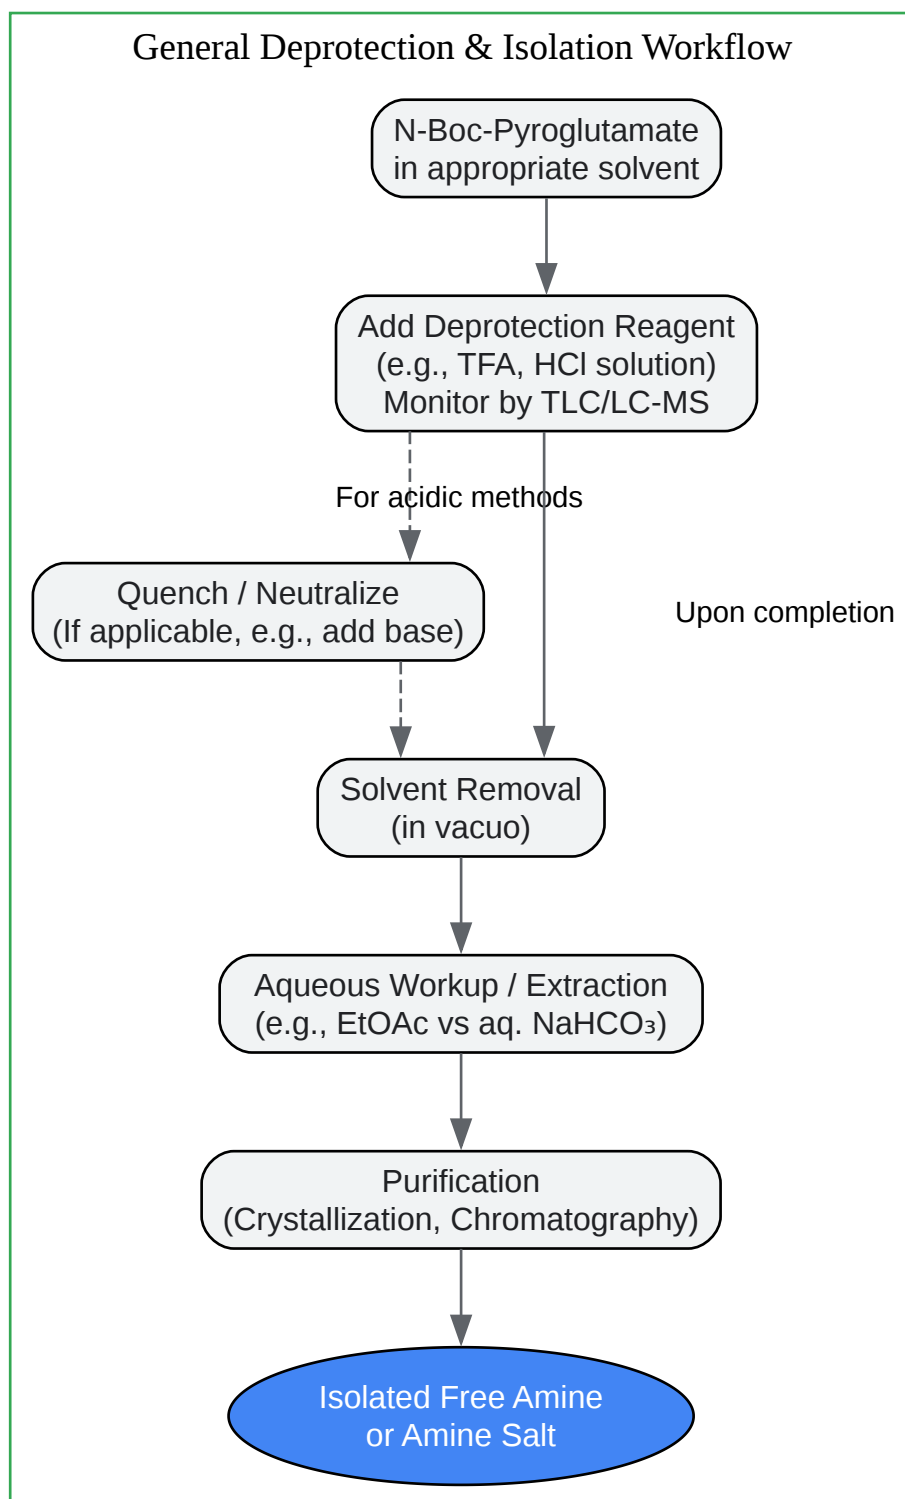 General Deprotection & Isolation Workflow
N-Boc-Pyroglutamate
in appropriate solvent
Add Deprotection Reagent
(e.g., TFA, HCl solution)
Monitor by TLC/LC-MS
For acidic methods
Quench / Neutralize
(If applicable, e.g., add base)
Upon completion
Solvent Removal
(in vacuo)
Aqueous Workup / Extraction
(e.g., EtOAc vs aq. NaHCO₃)
Purification
(Crystallization, Chromatography)
Isolated Free Amine
or Amine Salt